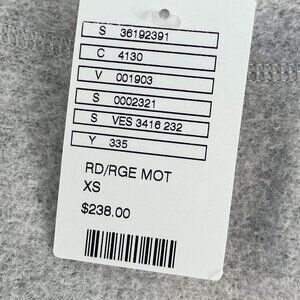 S 36192391
C 4130
V 001903
S 0002321
S VES 3416 232
Y 335
RD/RGE MOT
XS
$238.00